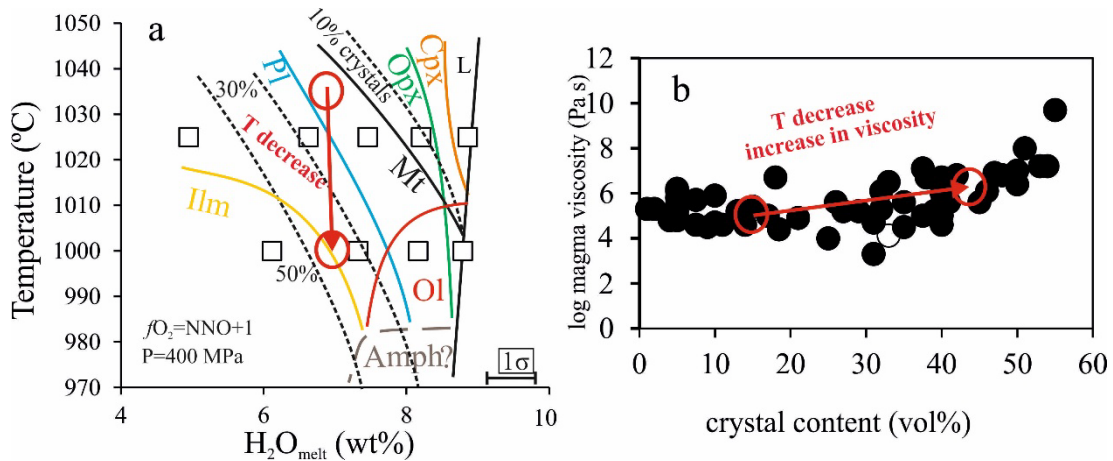 a
Temperature (ºC)
1050
1040
1030
1020
1010
1000
990
980
970
4
6
8
10
H₂Omelt (wt%)
30%
50%
10% crystals
Pl
Opx
Cpx
L
Mt
T decrease
Ilm
Ol
Amph?
fO₂=NNO+1
P=400 MPa
1σ
b
log magma viscosity (Pa s)
12
10
8
6
4
2
0
0
10
20
30
40
50
60
crystal content (vol%)
T decrease
increase in viscosity